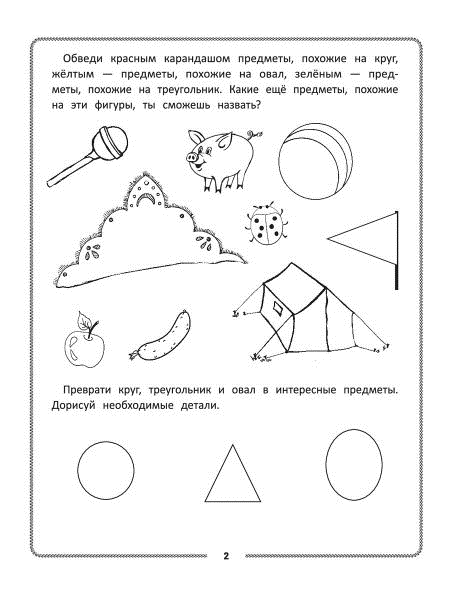 Обведи красным карандашом предметы, похожие на круг,
жёлтым — предметы, похожие на овал, зелёным — пред-
меты, похожие на треугольник. Какие ещё предметы, похожие
на эти фигуры, ты сможешь назвать?
Преврати круг, треугольник и овал в интересные предметы.
Дорисуй необходимые детали.
2